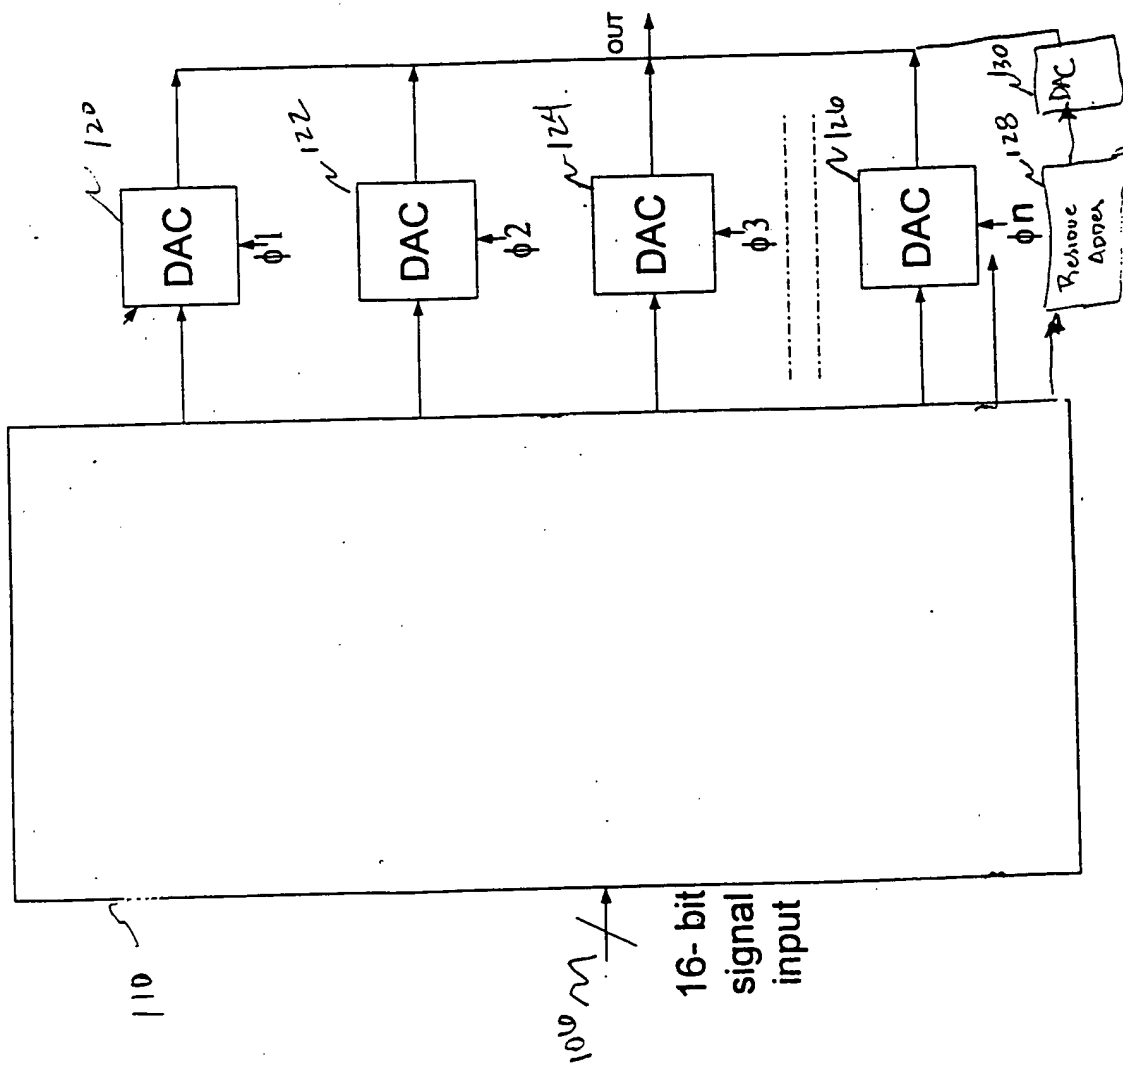 120
DAC
ϕ1
122
DAC
ϕ2
OUT
124
DAC
ϕ3
126
DAC
ϕn
128
Residue
Adder
130
DAC
110
106
16- bit
signal
input